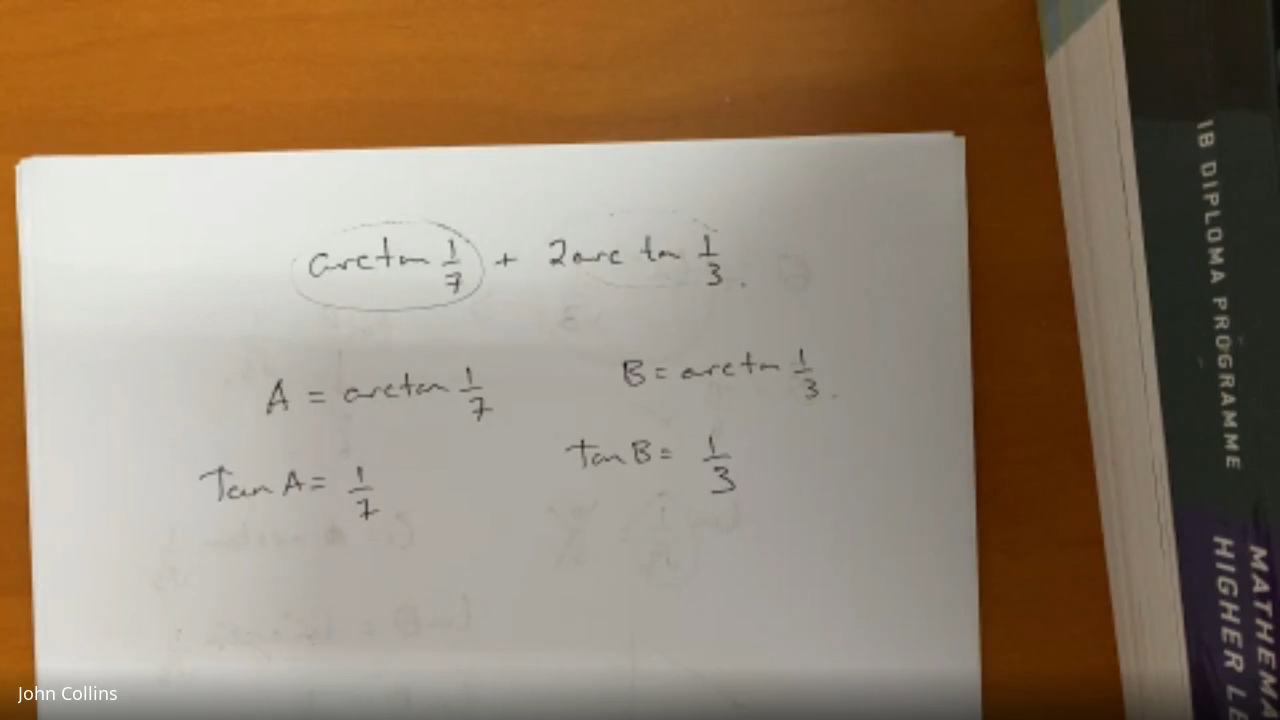 arctan 1/7 + 2arctan 1/3.
A = arctan 1/7
B = arctan 1/3.
tan B = 1/3
Tan A = 1/7
IB DIPLOMA PROGRAMME
MATHEMA
HIGHER LE
John Collins